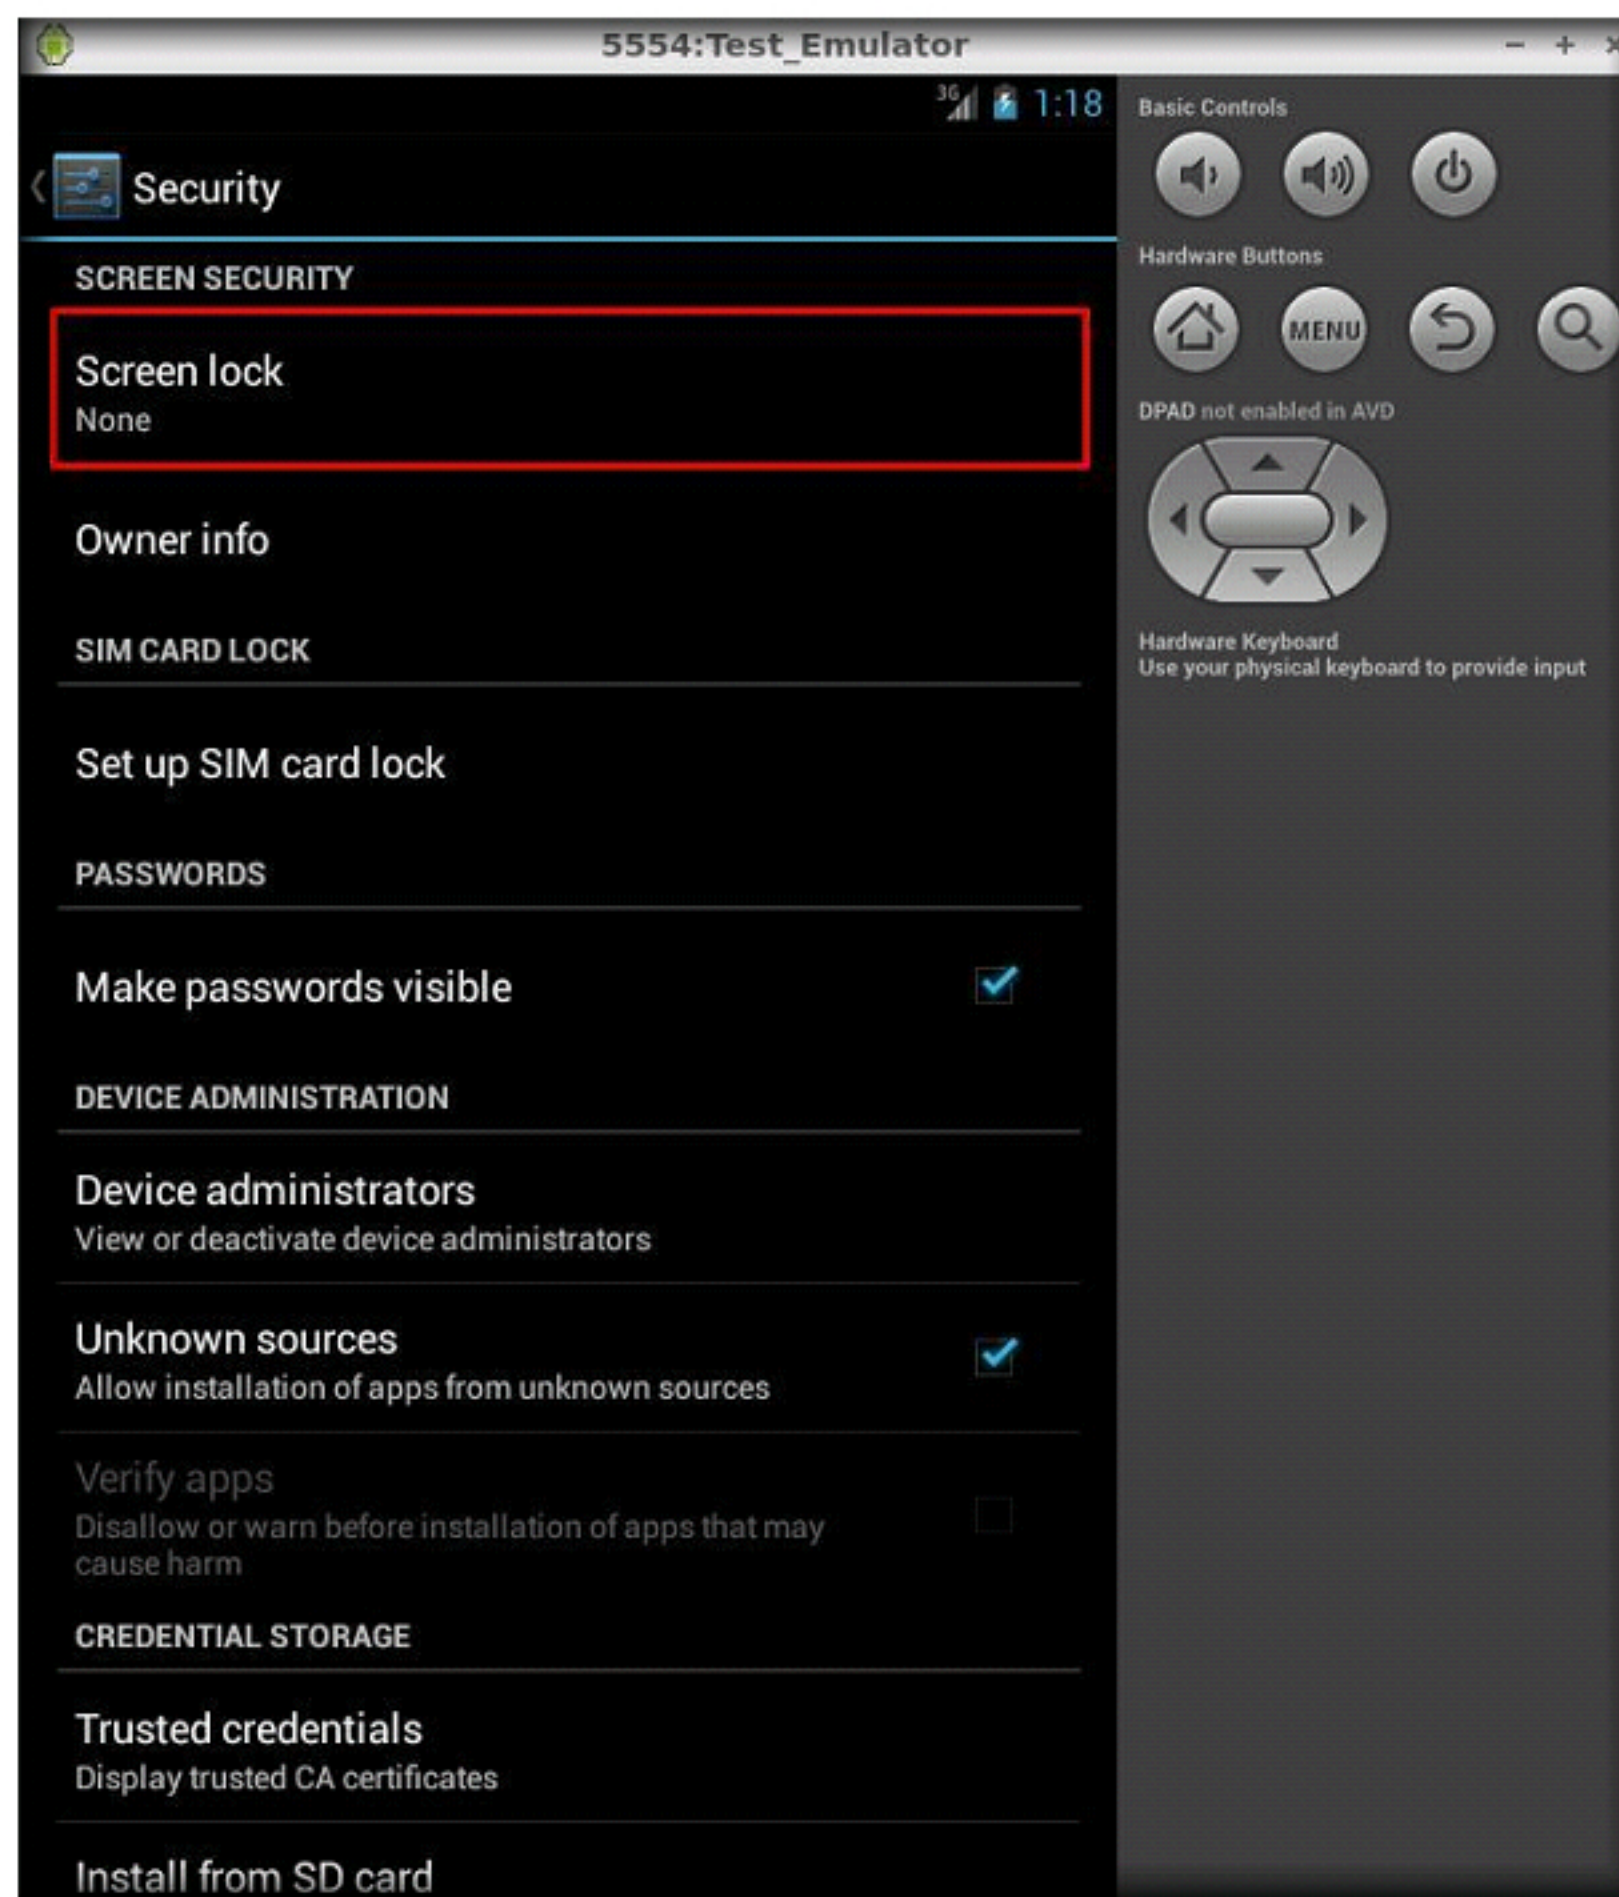 5554:Test_Emulator
3G 1:18
Security
SCREEN SECURITY
Screen lock
None
Owner info
SIM CARD LOCK
Set up SIM card lock
PASSWORDS
Make passwords visible
DEVICE ADMINISTRATION
Device administrators
View or deactivate device administrators
Unknown sources
Allow installation of apps from unknown sources
Verify apps
Disallow or warn before installation of apps that may
cause harm
CREDENTIAL STORAGE
Trusted credentials
Display trusted CA certificates
Install from SD card
Basic Controls
Hardware Buttons
MENU
DPAD not enabled in AVD
Hardware Keyboard
Use your physical keyboard to provide input